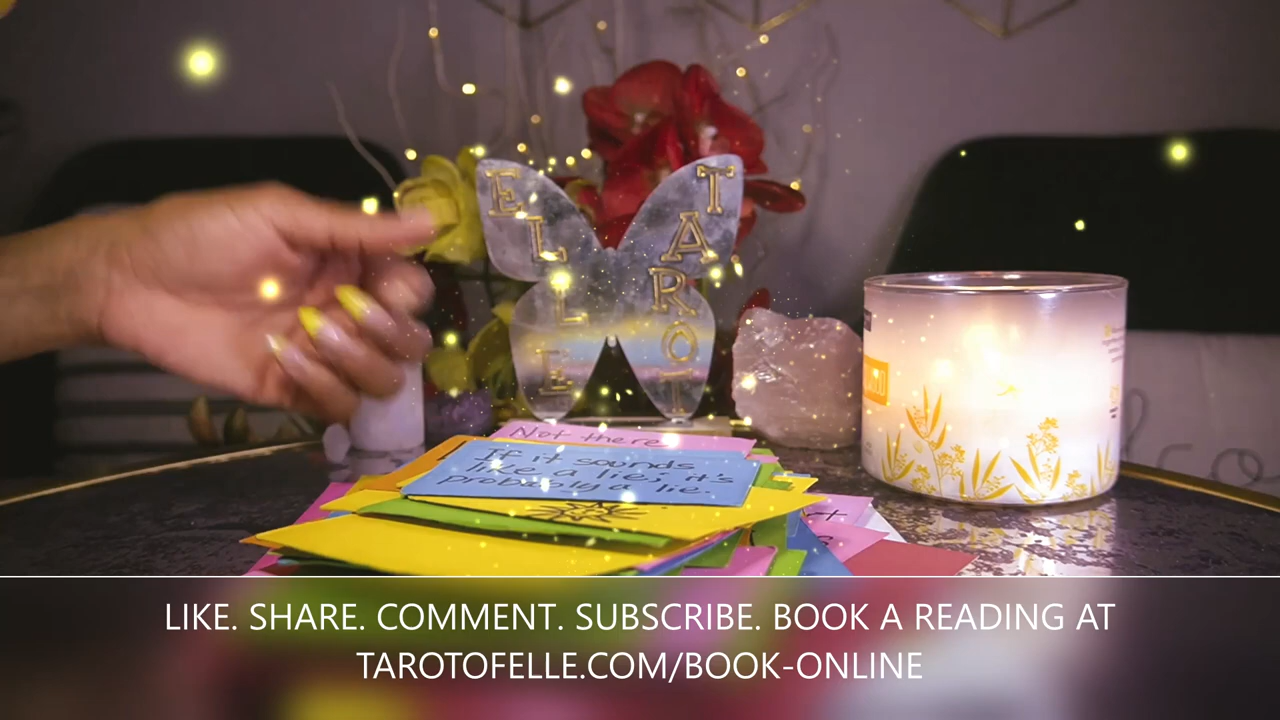 ELLE
TAROT
Not there
If it sounds
like a lie, it's
probably a lie.
LIKE. SHARE. COMMENT. SUBSCRIBE. BOOK A READING AT
TAROTOFELLE.COM/BOOK-ONLINE